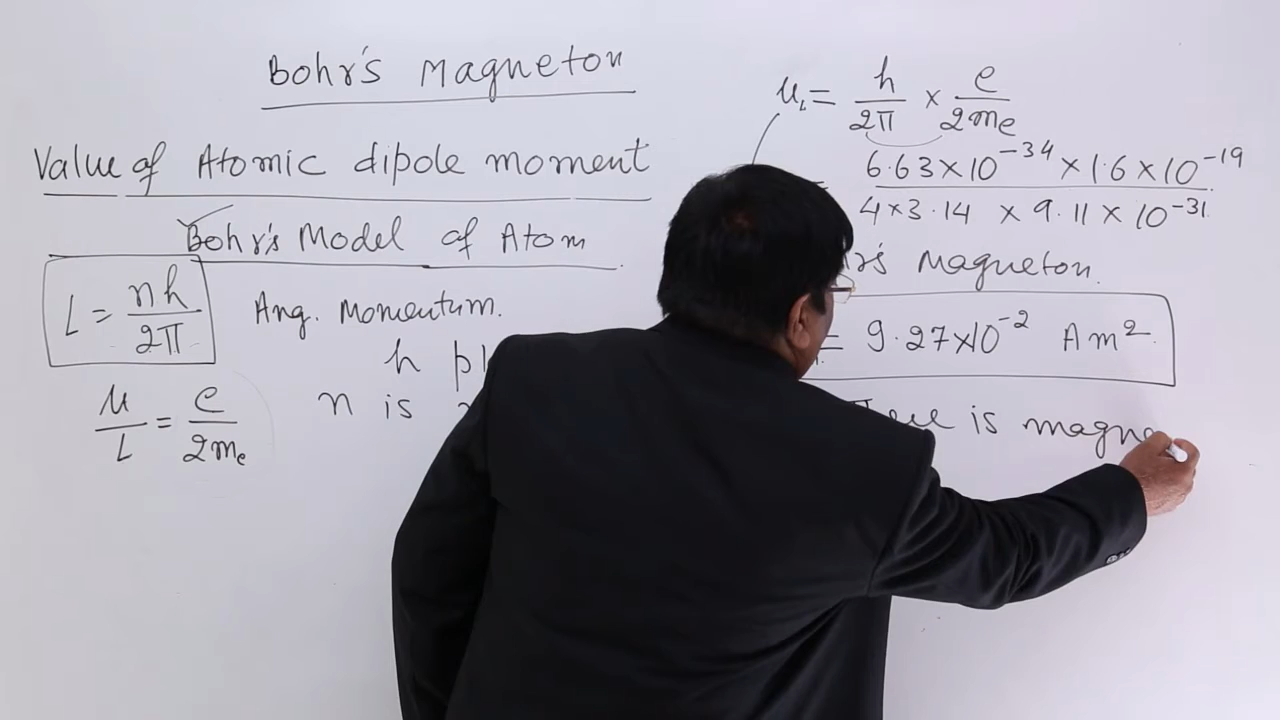 Bohr's Magneton
Value of Atomic dipole moment
Bohr's Model of Atom
L = nh/2π
Ang. Momentum.
h
n is
μ/L = e/2mₑ
μL = h/2π × e/2mₑ
= 6.63×10⁻³⁴ × 1.6×10⁻¹⁹
4×3.14 × 9.11×10⁻³¹
Magneton.
= 9.27×10⁻² Am²
is